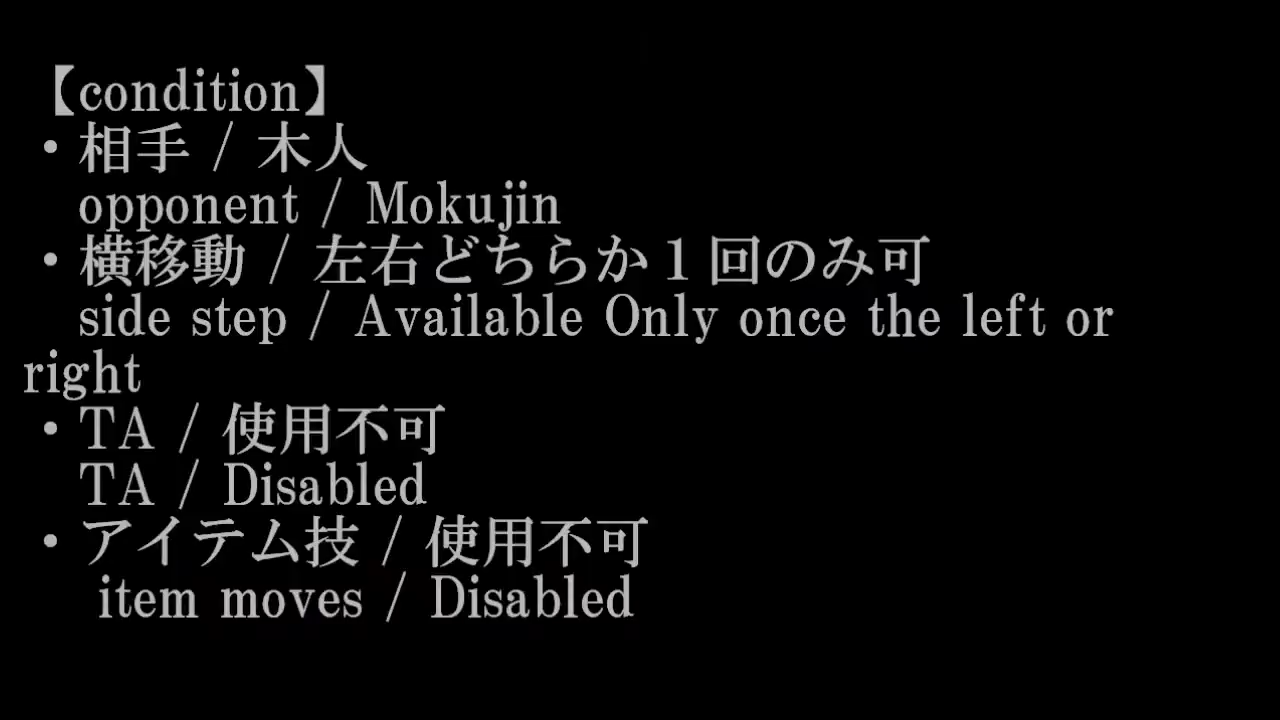 【condition】
・相手 / 木人
opponent / Mokujin
・横移動 / 左右どちらか１回のみ可
side step / Available Only once the left or
right
・TA / 使用不可
TA / Disabled
・アイテム技 / 使用不可
item moves / Disabled